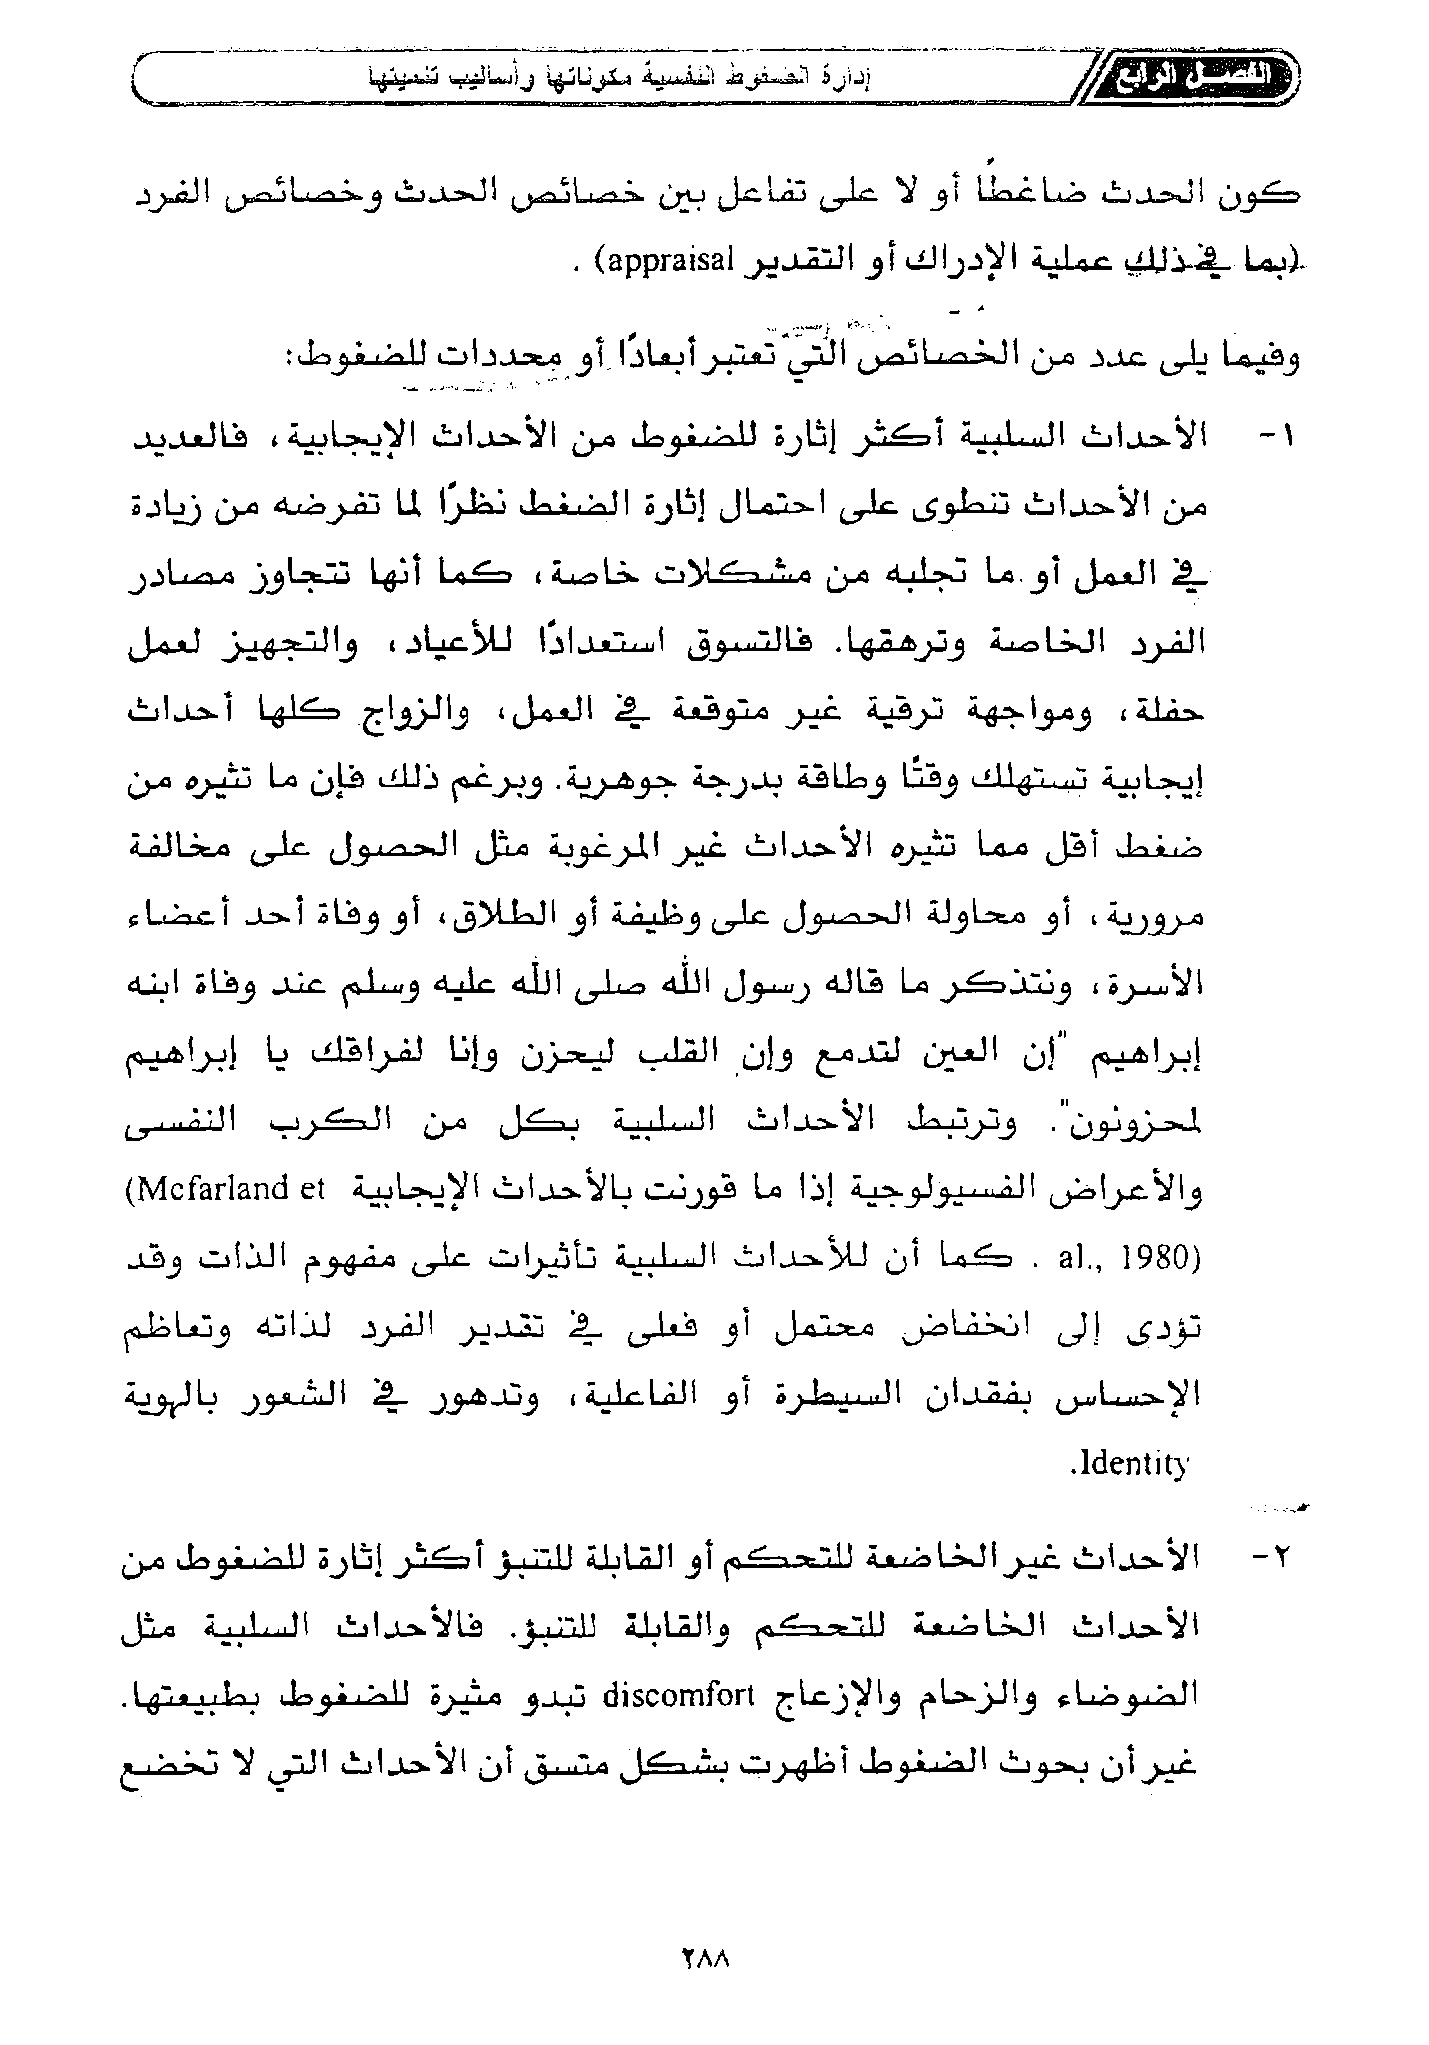 الفصل الرابع
إدارة الضغوط النفسية مكوناتها وأساليب تنميتها
كون الحدث ضاغطًا أو لا على تفاعل بين خصائص الحدث وخصائص الفرد
(بما في ذلك عملية الإدراك أو التقدير appraisal) .
وفيما يلى عدد من الخصائص التي تعتبر أبعادًا أو محددات للضغوط:
١- الأحداث السلبية أكثر إثارة للضغوط من الأحداث الإيجابية، فالعديد
من الأحداث تنطوى على احتمال إثارة الضغط نظرًا لما تفرضه من زيادة
في العمل أو ما تجلبه من مشكلات خاصة، كما أنها تتجاوز مصادر
الفرد الخاصة وترهقها. فالتسوق استعدادًا للأعياد، والتجهيز لعمل
حفلة، ومواجهة ترقية غير متوقعة في العمل، والزواج كلها أحداث
إيجابية تستهلك وقتًا وطاقة بدرجة جوهرية. وبرغم ذلك فإن ما تثيره من
ضغط أقل مما تثيره الأحداث غير المرغوبة مثل الحصول على مخالفة
مرورية، أو محاولة الحصول على وظيفة أو الطلاق، أو وفاة أحد أعضاء
الأسرة، ونتذكر ما قاله رسول الله صلى الله عليه وسلم عند وفاة ابنه
إبراهيم "إن العين لتدمع وإن القلب ليحزن وإنا لفراقك يا إبراهيم
لمحزونون". وترتبط الأحداث السلبية بكل من الكرب النفسى
والأعراض الفسيولوجية إذا ما قورنت بالأحداث الإيجابية (Mcfarland et
al., 1980) . كما أن للأحداث السلبية تأثيرات على مفهوم الذات وقد
تؤدى إلى انخفاض محتمل أو فعلى في تقدير الفرد لذاته وتعاظم
الإحساس بفقدان السيطرة أو الفاعلية، وتدهور في الشعور بالهوية
Identity.
٢- الأحداث غير الخاضعة للتحكم أو القابلة للتنبؤ أكثر إثارة للضغوط من
الأحداث الخاضعة للتحكم والقابلة للتنبؤ. فالأحداث السلبية مثل
الضوضاء والزحام والإزعاج discomfort تبدو مثيرة للضغوط بطبيعتها.
غير أن بحوث الضغوط أظهرت بشكل متسق أن الأحداث التي لا تخضع
٢٨٨